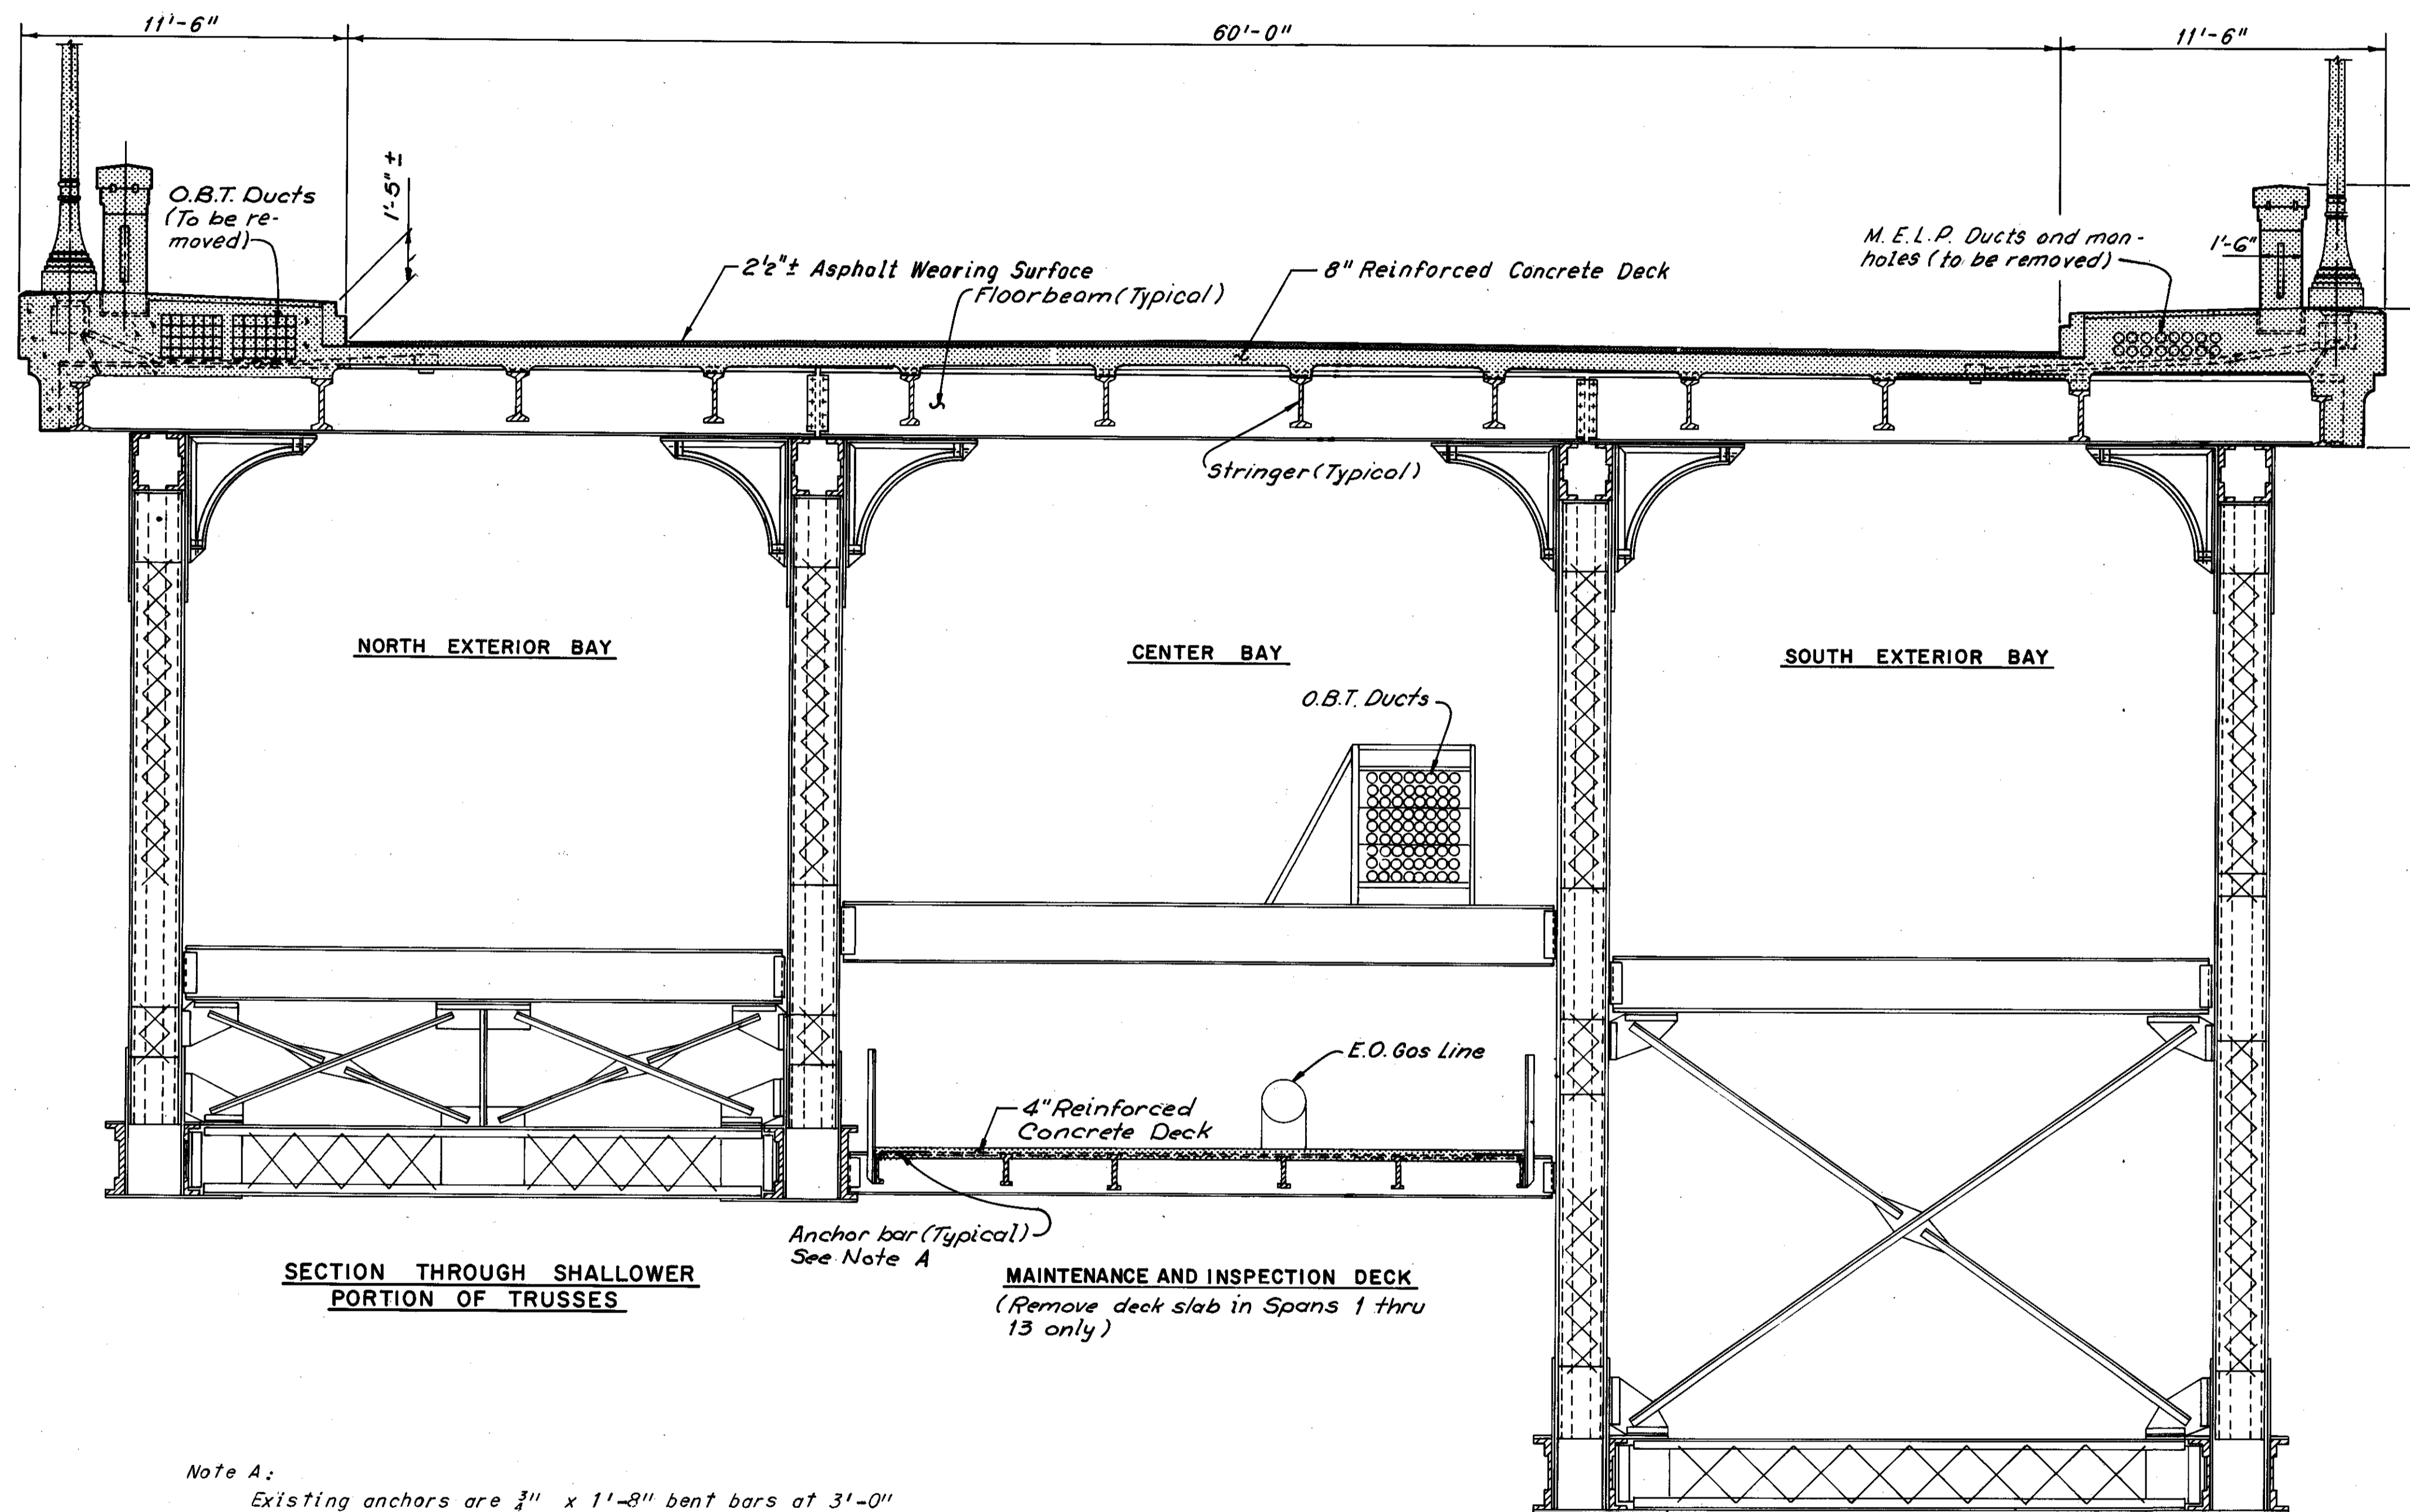 11'-6"
60'-0"
11'-6"
1'-5" ±
O.B.T. Ducts
(To be re-
moved)
2½"± Asphalt Wearing Surface
Floorbeam (Typical)
8" Reinforced Concrete Deck
M.E.L.P. Ducts and man-
holes (to be removed)
1'-6"
Stringer (Typical)
NORTH EXTERIOR BAY
CENTER BAY
SOUTH EXTERIOR BAY
O.B.T. Ducts
E.O. Gas Line
4" Reinforced
Concrete Deck
Anchor bar (Typical)
See Note A
SECTION THROUGH SHALLOWER
PORTION OF TRUSSES
MAINTENANCE AND INSPECTION DECK
(Remove deck slab in Spans 1 thru
13 only)
Note A:
Existing anchors are ¾" x 1'-8" bent bars at 3'-0"